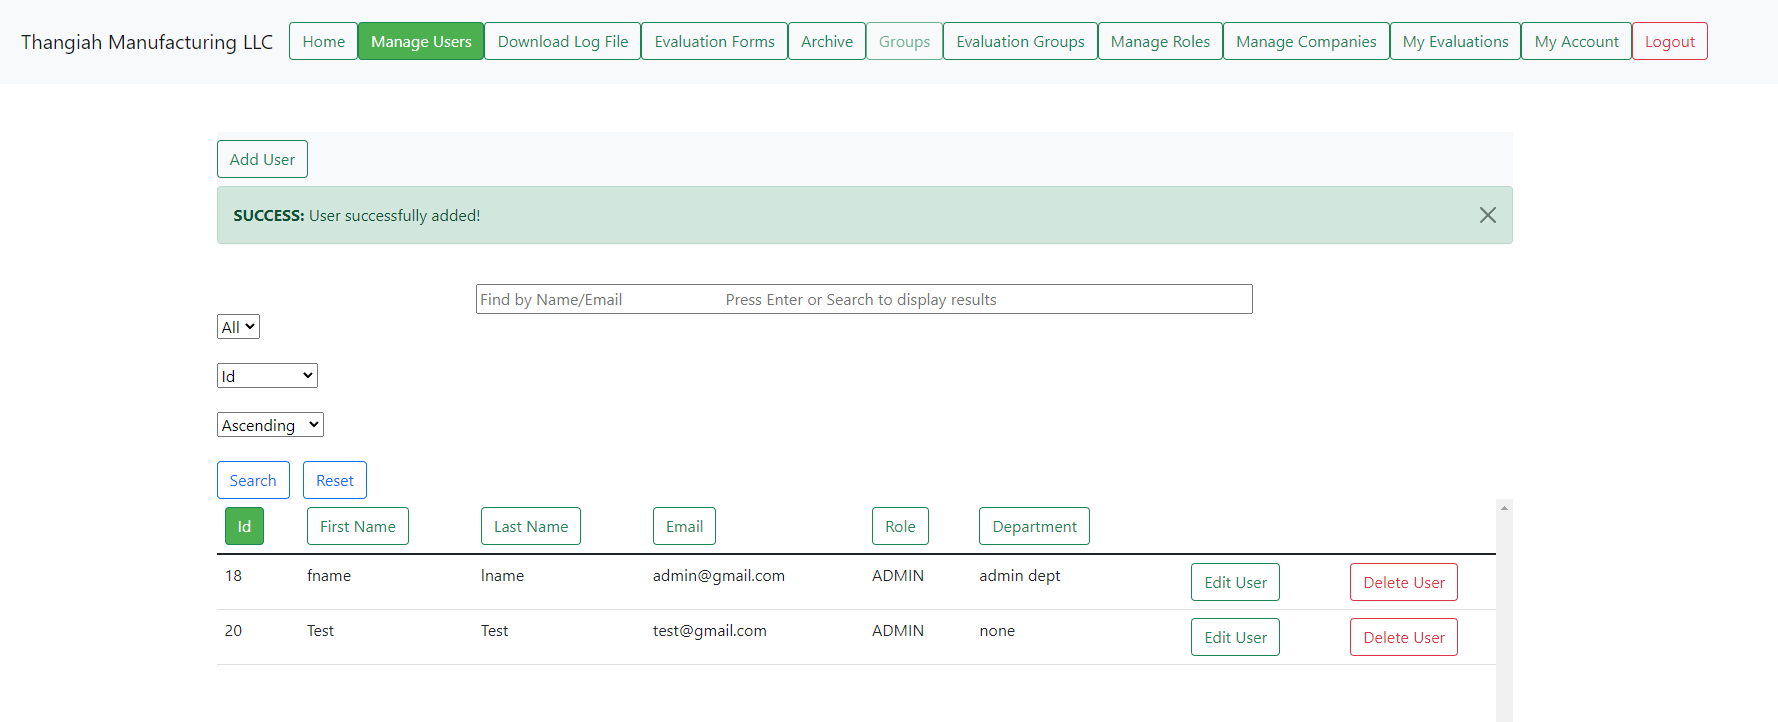 Thangiah Manufacturing LLC Home Manage Users Download Log File Evaluation Forms Archive Groups Evaluation Groups Manage Roles Manage Companies My Evaluations My Account Logout
Add User
SUCCESS: User successfully added!
Find by Name/Email Press Enter or Search to display results
All
Id
Ascending
Search Reset
Id First Name Last Name Email Role Department
18 fname lname admin@gmail.com ADMIN admin dept Edit User Delete User
20 Test Test test@gmail.com ADMIN none Edit User Delete User